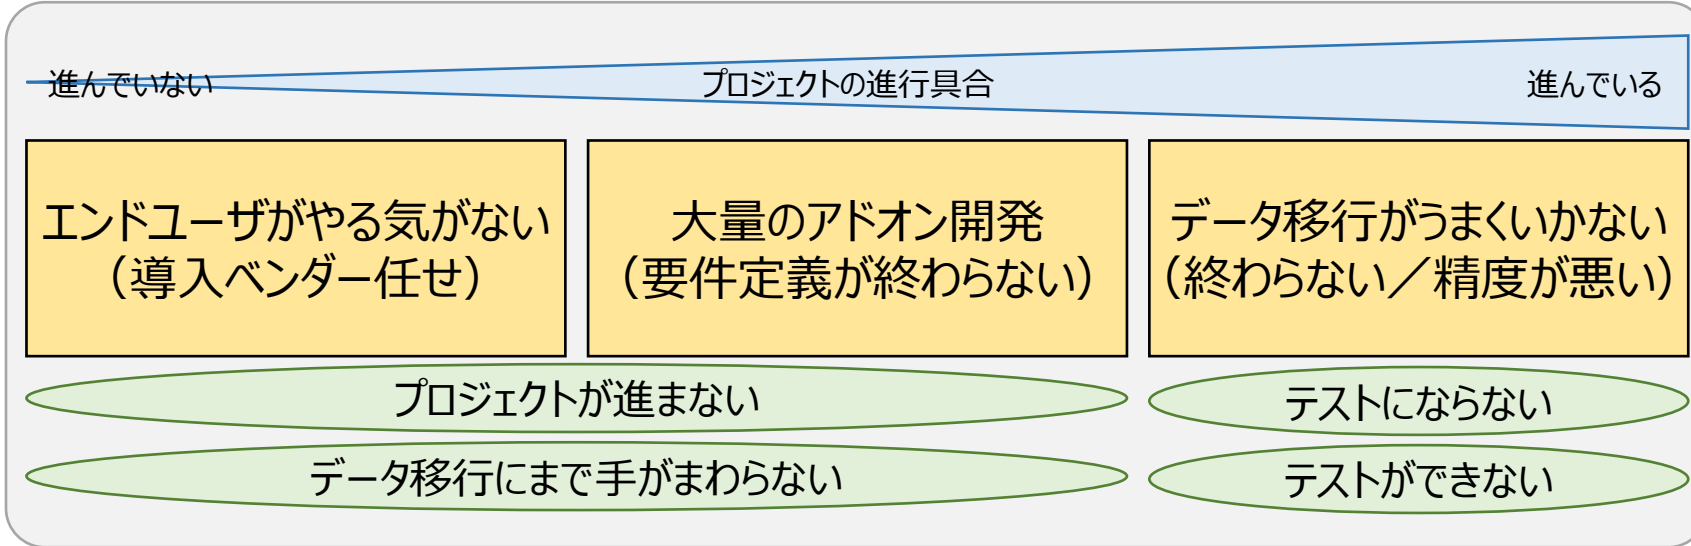 進んでいない
プロジェクトの進行具合
進んでいる
エンドユーザがやる気がない
（導入ベンダー任せ）
大量のアドオン開発
（要件定義が終わらない）
データ移行がうまくいかない
（終わらない／精度が悪い）
プロジェクトが進まない
テストにならない
データ移行にまで手がまわらない
テストができない